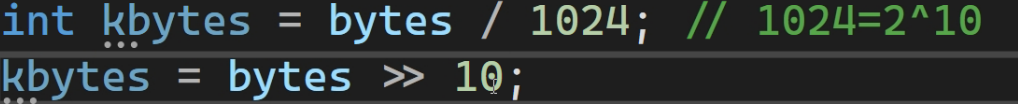 int kbytes = bytes / 1024; // 1024=2^10
kbytes = bytes >> 10;